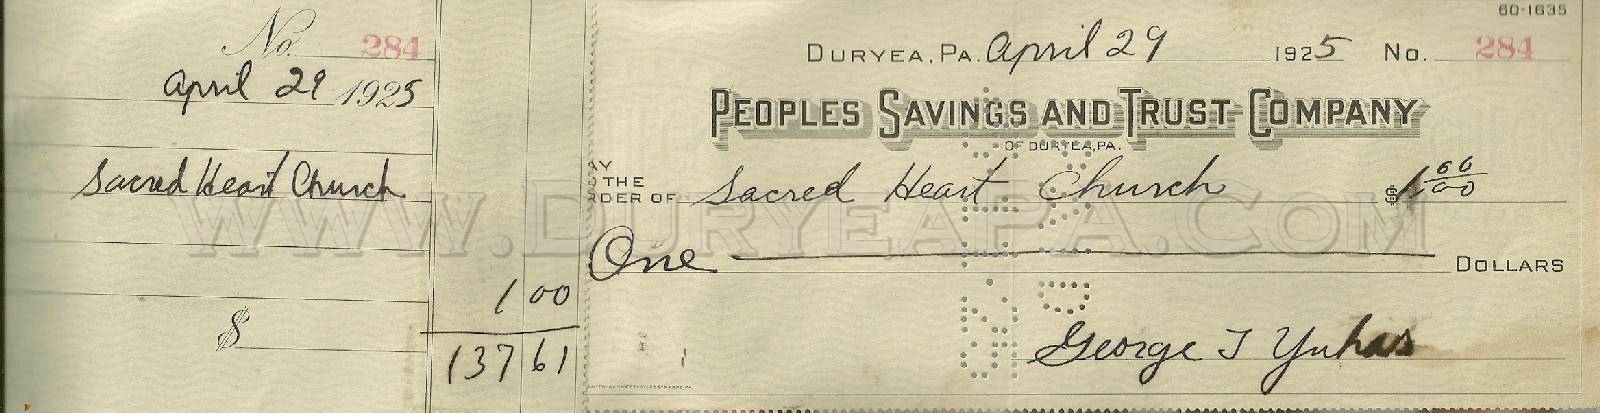 No. 284
April 29 1925
Sacred Heart Church
1 00
$
137 61
60-1635
DURYEA, PA. April 29 1925 No. 284
PEOPLES SAVINGS AND TRUST COMPANY
OF DURYEA, PA.
AY
THE
RDER OF Sacred Heart Church $1 00/00
WWW.DURYEAPA.COM
One DOLLARS
George J Yuhas